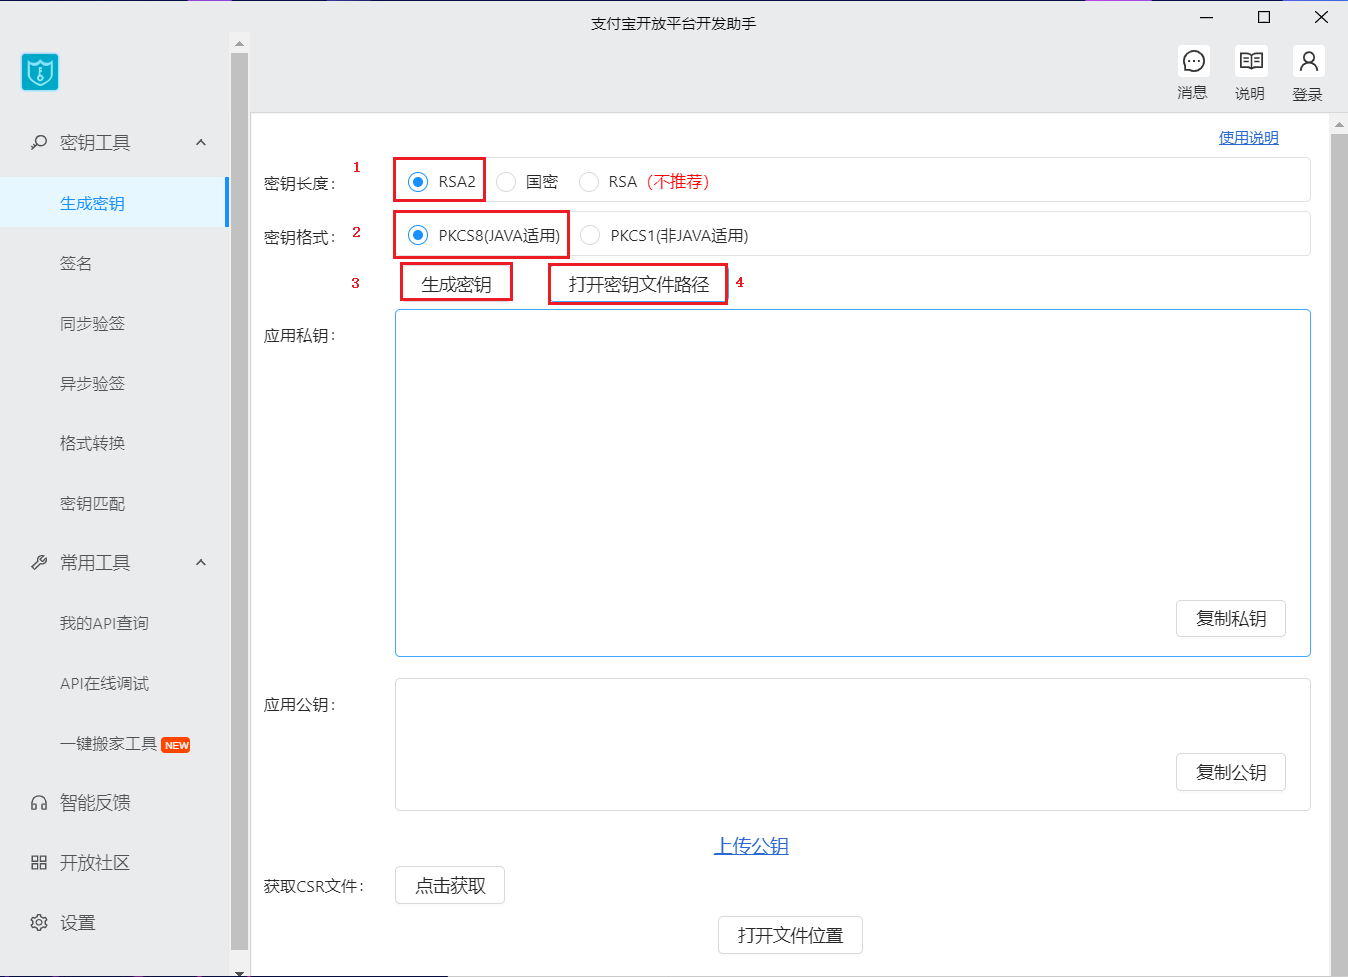 支付宝开放平台开发助手
消息
说明
登录
密钥工具
生成密钥
签名
同步验签
异步验签
格式转换
密钥匹配
常用工具
我的API查询
API在线调试
一键搬家工具 NEW
智能反馈
开放社区
设置
使用说明
密钥长度： 1 RSA2 国密 RSA（不推荐）
密钥格式： 2 PKCS8(JAVA适用) PKCS1(非JAVA适用)
3 生成密钥 打开密钥文件路径 4
应用私钥：
复制私钥
应用公钥：
复制公钥
上传公钥
获取CSR文件： 点击获取
打开文件位置